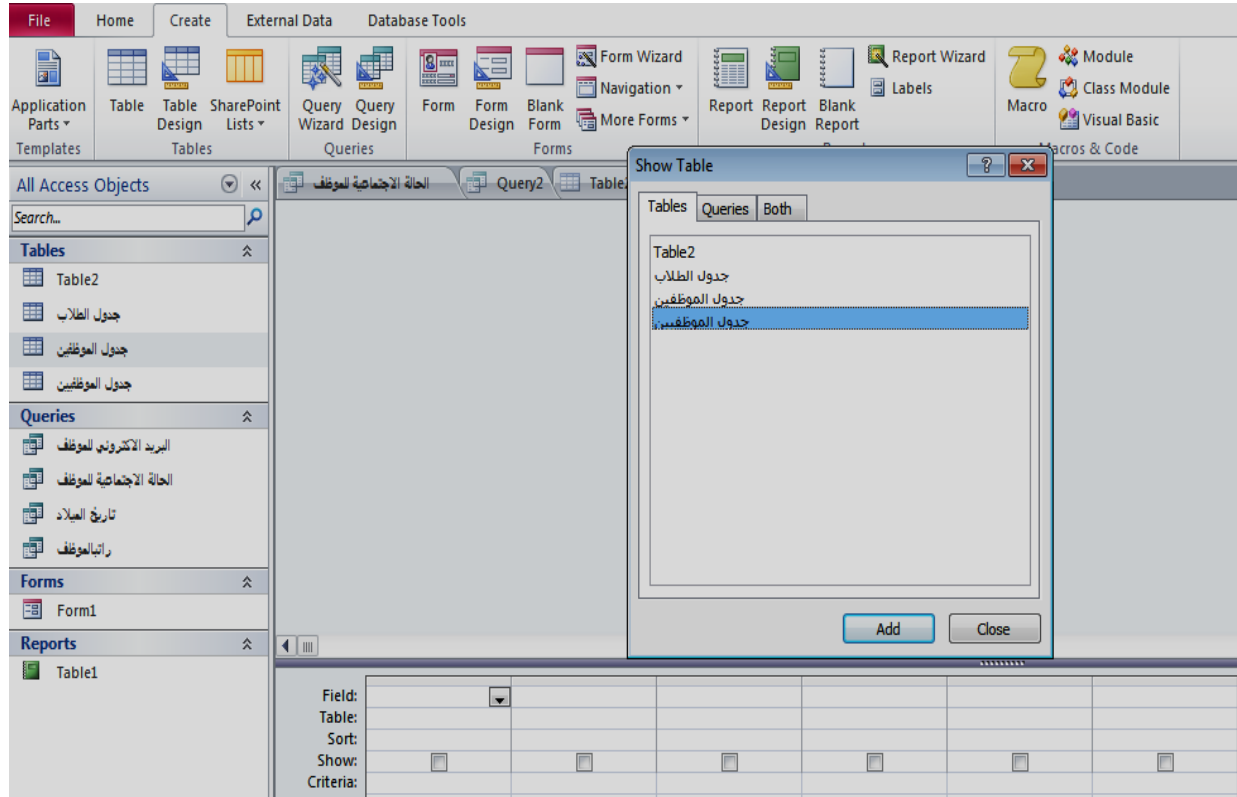 File Home Create External Data Database Tools
Application Parts
Table
Table Design
SharePoint Lists
Query Wizard
Query Design
Form
Form Design
Blank Form
Form Wizard
Navigation
More Forms
Report
Report Design
Blank Report
Report Wizard
Labels
Macro
Module
Class Module
Visual Basic
Templates Tables Queries Forms
& Code
All Access Objects
Search...
Tables
Table2
جدول الطلاب
جدول الموظفين
جدول الموظفيين
Queries
البريد الاكتروني للموظف
الحالة الاجتماعية للموظف
تاريخ الميلاد
راتبالموظف
Forms
Form1
Reports
Table1
الحالة الاجتماعية للموظف
Query2
Table2
Show Table
Tables Queries Both
Table2
جدول الطلاب
جدول الموظفين
جدول الموظفيين
Add Close
Field:
Table:
Sort:
Show:
Criteria: